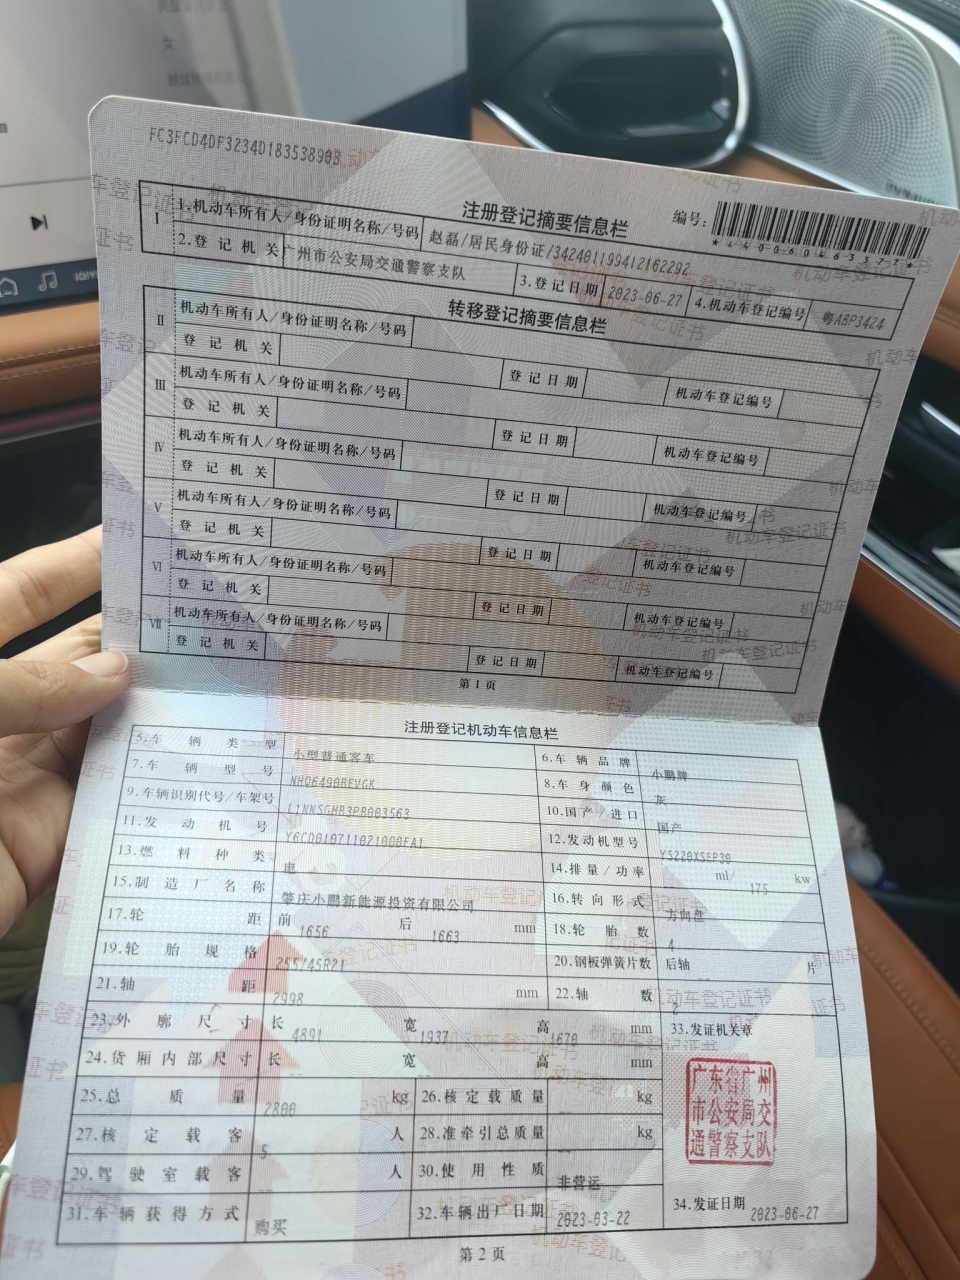 FC3FCD4DF3234D183538903
注册登记摘要信息栏
编号:
*440060463377*
I
1.机动车所有人/身份证明名称/号码 赵磊/居民身份证/342401199412162292
2.登记机关 广州市公安局交通警察支队 3.登记日期 2023-06-27 4.机动车登记编号 粤ABP3424
转移登记摘要信息栏
II 机动车所有人/身份证明名称/号码
登记机关 登记日期 机动车登记编号
III 机动车所有人/身份证明名称/号码
登记机关 登记日期 机动车登记编号
IV 机动车所有人/身份证明名称/号码
登记机关 登记日期 机动车登记编号
V 机动车所有人/身份证明名称/号码
登记机关 登记日期 机动车登记编号
VI 机动车所有人/身份证明名称/号码
登记机关 登记日期 机动车登记编号
VII 机动车所有人/身份证明名称/号码
登记机关 登记日期 机动车登记编号
第1页
注册登记机动车信息栏
5.车辆类型 小型普通客车 6.车辆品牌 小鹏牌
7.车辆型号 NHQ6490BEVGK 8.车身颜色 灰
9.车辆识别代号/车架号 L1NNSGHB3PB003563 10.国产/进口 国产
11.发动机号 Y6CD010711021000EA1 12.发动机型号 YS220XSEP30
13.燃料种类 电 14.排量/功率 ml/ 175 kw
15.制造厂名称 肇庆小鹏新能源投资有限公司 16.转向形式 方向盘
17.轮距 前 1656 后 1663 mm 18.轮胎数 4
19.轮胎规格 255/45R21 20.钢板弹簧片数 后轴 -- 片
21.轴距 2998 mm 22.轴数 2
23.外廓尺寸 长 4891 宽 1937 高 1670 mm 33.发证机关章
24.货厢内部尺寸 长 宽 高 mm
25.总质量 2800 kg 26.核定载质量 -- kg
27.核定载客 5 人 28.准牵引总质量 -- kg
29.驾驶室载客 -- 人 30.使用性质 非营运
31.车辆获得方式 购买 32.车辆出厂日期 2023-03-22 34.发证日期 2023-06-27
广东省广州
市公安局交
通警察支队
第2页